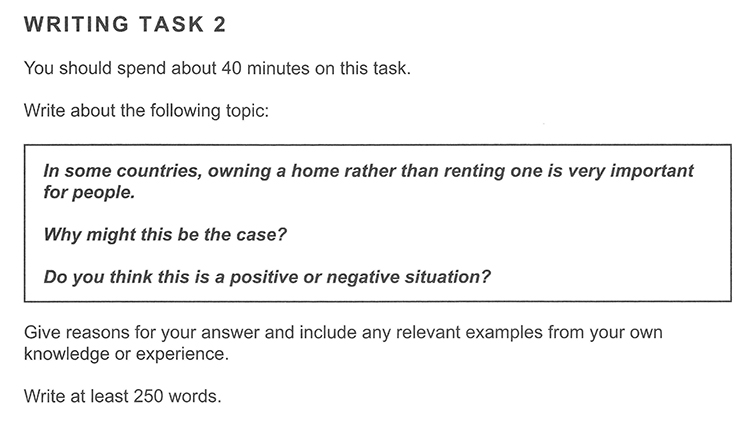 WRITING TASK 2
You should spend about 40 minutes on this task.
Write about the following topic:
In some countries, owning a home rather than renting one is very important
for people.
Why might this be the case?
Do you think this is a positive or negative situation?
Give reasons for your answer and include any relevant examples from your own
knowledge or experience.
Write at least 250 words.